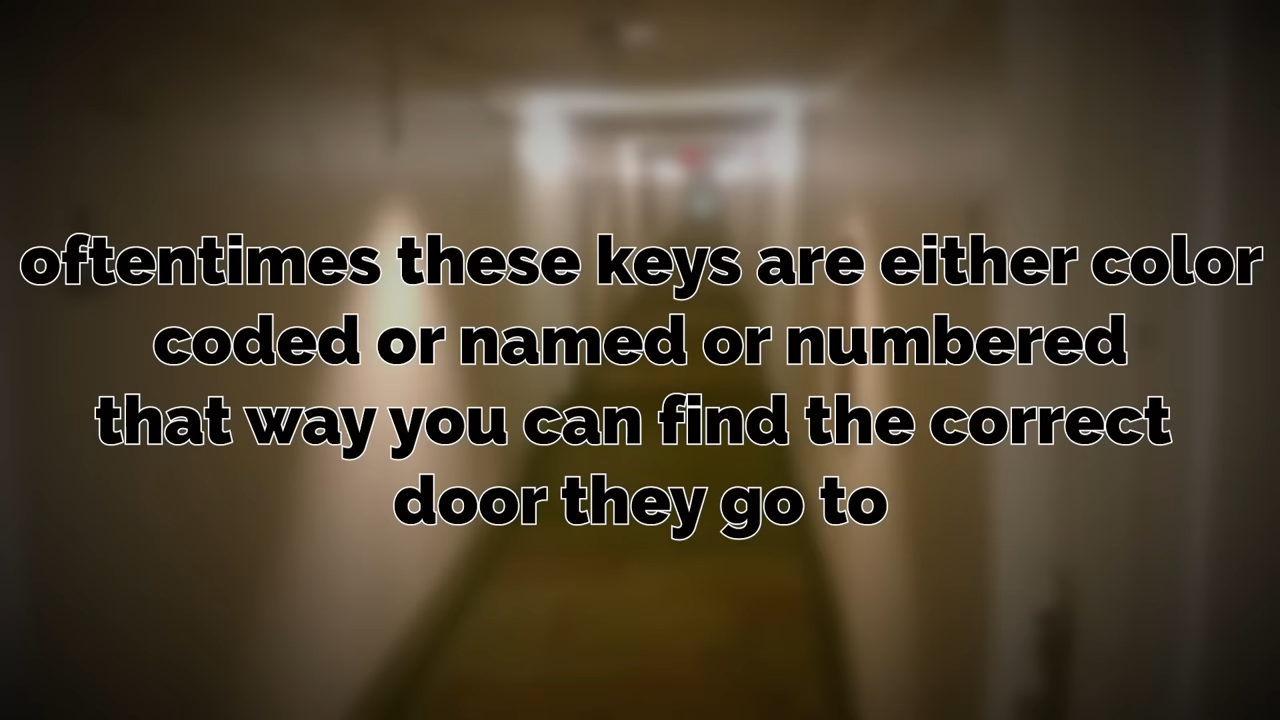 oftentimes these keys are either color
coded or named or numbered
that way you can find the correct
door they go to